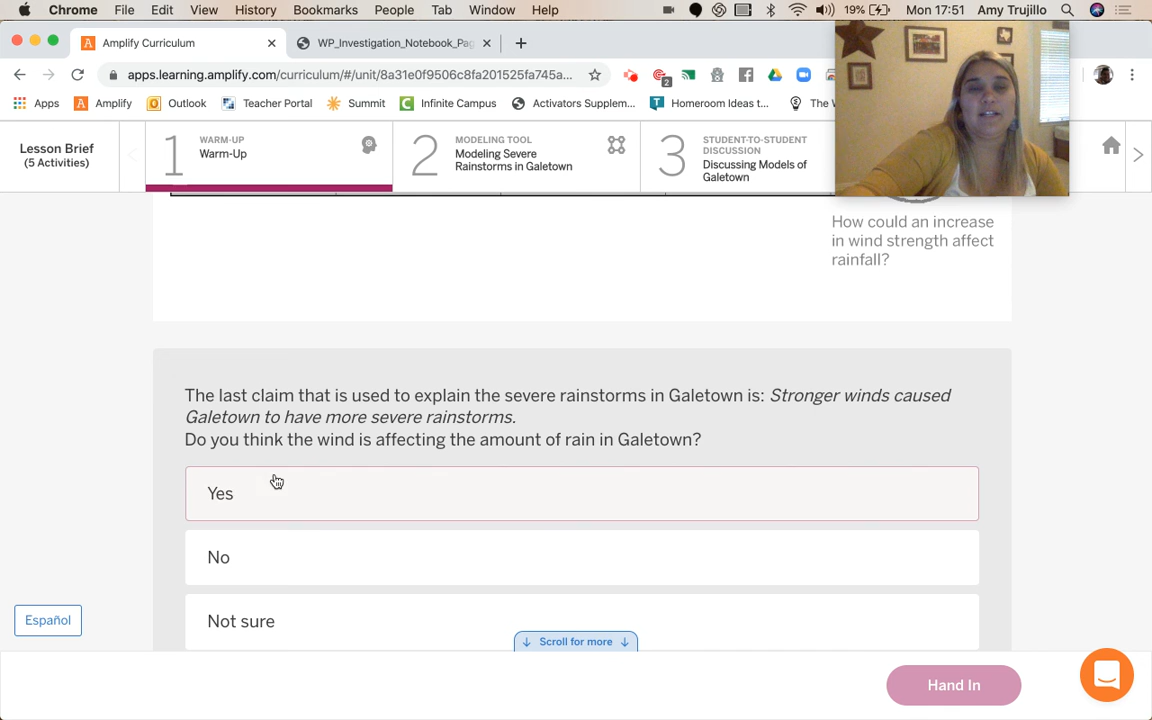 Chrome File Edit View History Bookmarks People Tab Window Help 19% Mon 17:51 Amy Trujillo
Amplify Curriculum
WP_Investigation_Notebook_Pag
apps.learning.amplify.com/curriculum/#/unit/8a31e0f9506c8fa201525fa745a...
2
Apps Amplify Outlook Teacher Portal Summit Infinite Campus Activators Supplem... Homeroom Ideas t... The W
Lesson Brief
(5 Activities)
1
WARM-UP
Warm-Up
2
MODELING TOOL
Modeling Severe
Rainstorms in Galetown
3
STUDENT-TO-STUDENT
DISCUSSION
Discussing Models of
Galetown
How could an increase
in wind strength affect
rainfall?
The last claim that is used to explain the severe rainstorms in Galetown is: Stronger winds caused
Galetown to have more severe rainstorms.
Do you think the wind is affecting the amount of rain in Galetown?
Yes
No
Not sure
Español
Scroll for more
Hand In